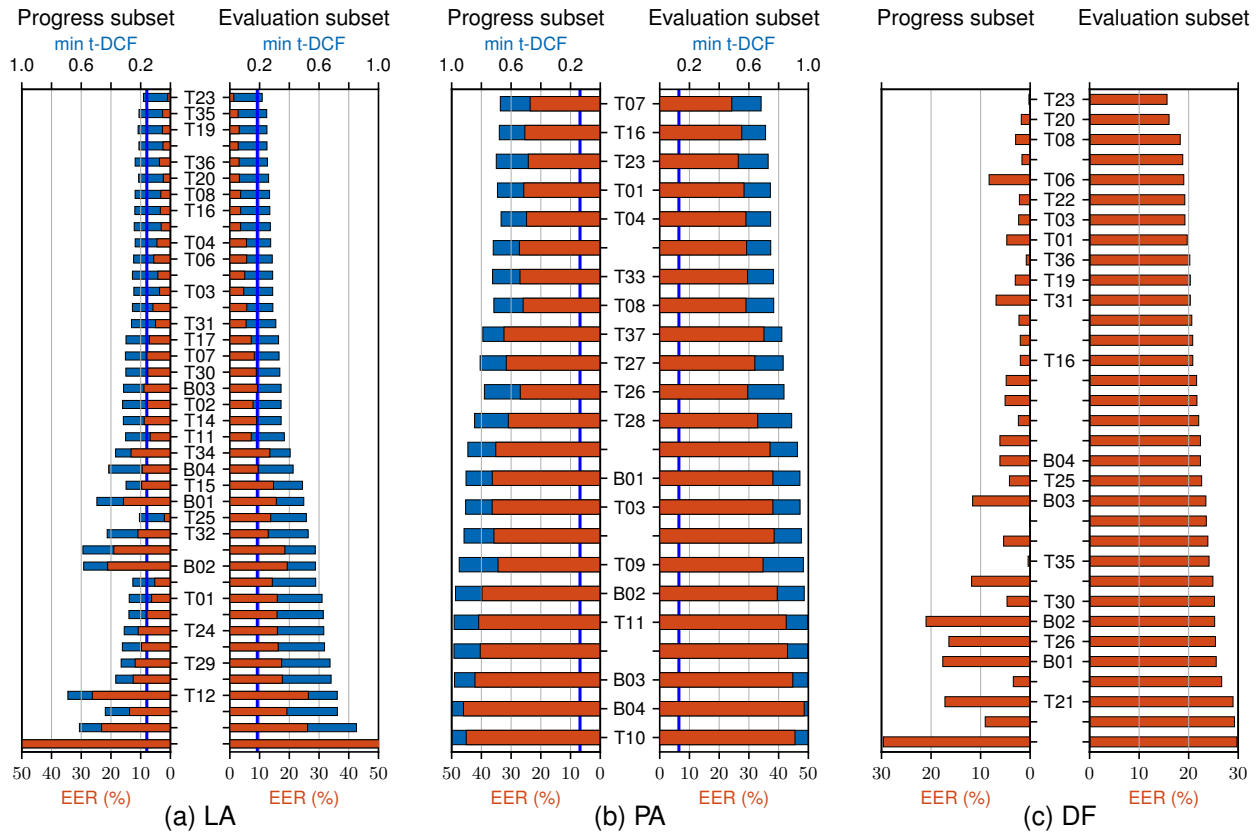 Progress subset Evaluation subset
min t-DCF min t-DCF
1.0 0.6 0.2 0.2 0.6 1.0
T23
T35
T19
T36
T20
T08
T16
T04
T06
T03
T31
T17
T07
T30
B03
T02
T14
T11
T34
B04
T15
B01
T25
T32
B02
T01
T24
T29
T12
50 40 30 20 10 0 0 10 20 30 40 50
EER (%) EER (%)
(a) LA
Progress subset Evaluation subset
min t-DCF min t-DCF
1.0 0.6 0.2 0.2 0.6 1.0
T07
T16
T23
T01
T04
T33
T08
T37
T27
T26
T28
B01
T03
T09
B02
T11
B03
B04
T10
50 40 30 20 10 0 0 10 20 30 40 50
EER (%) EER (%)
(b) PA
Progress subset Evaluation subset
T23
T20
T08
T06
T22
T03
T01
T36
T19
T31
T16
B04
T25
B03
T35
T30
B02
T26
B01
T21
30 20 10 0 0 10 20 30
EER (%) EER (%)
(c) DF